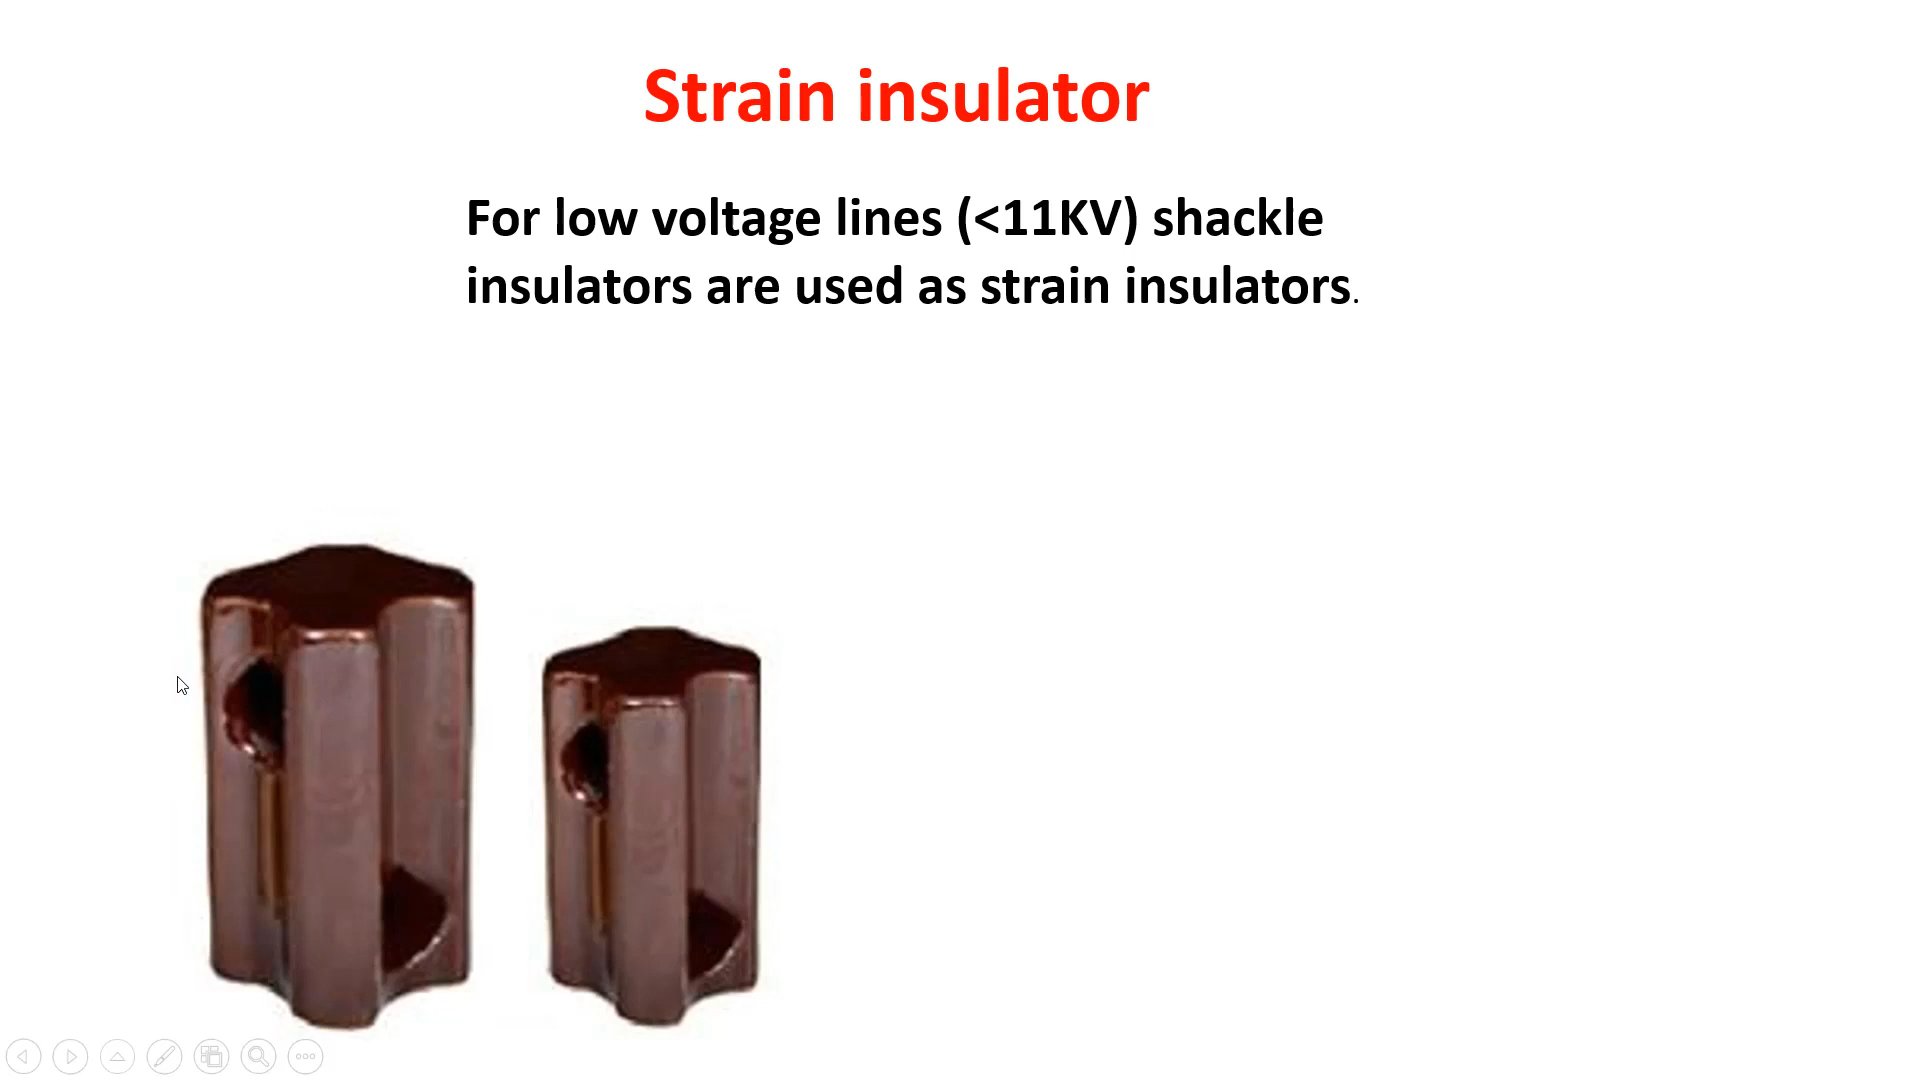 Strain insulator
For low voltage lines (<11KV) shackle
insulators are used as strain insulators.